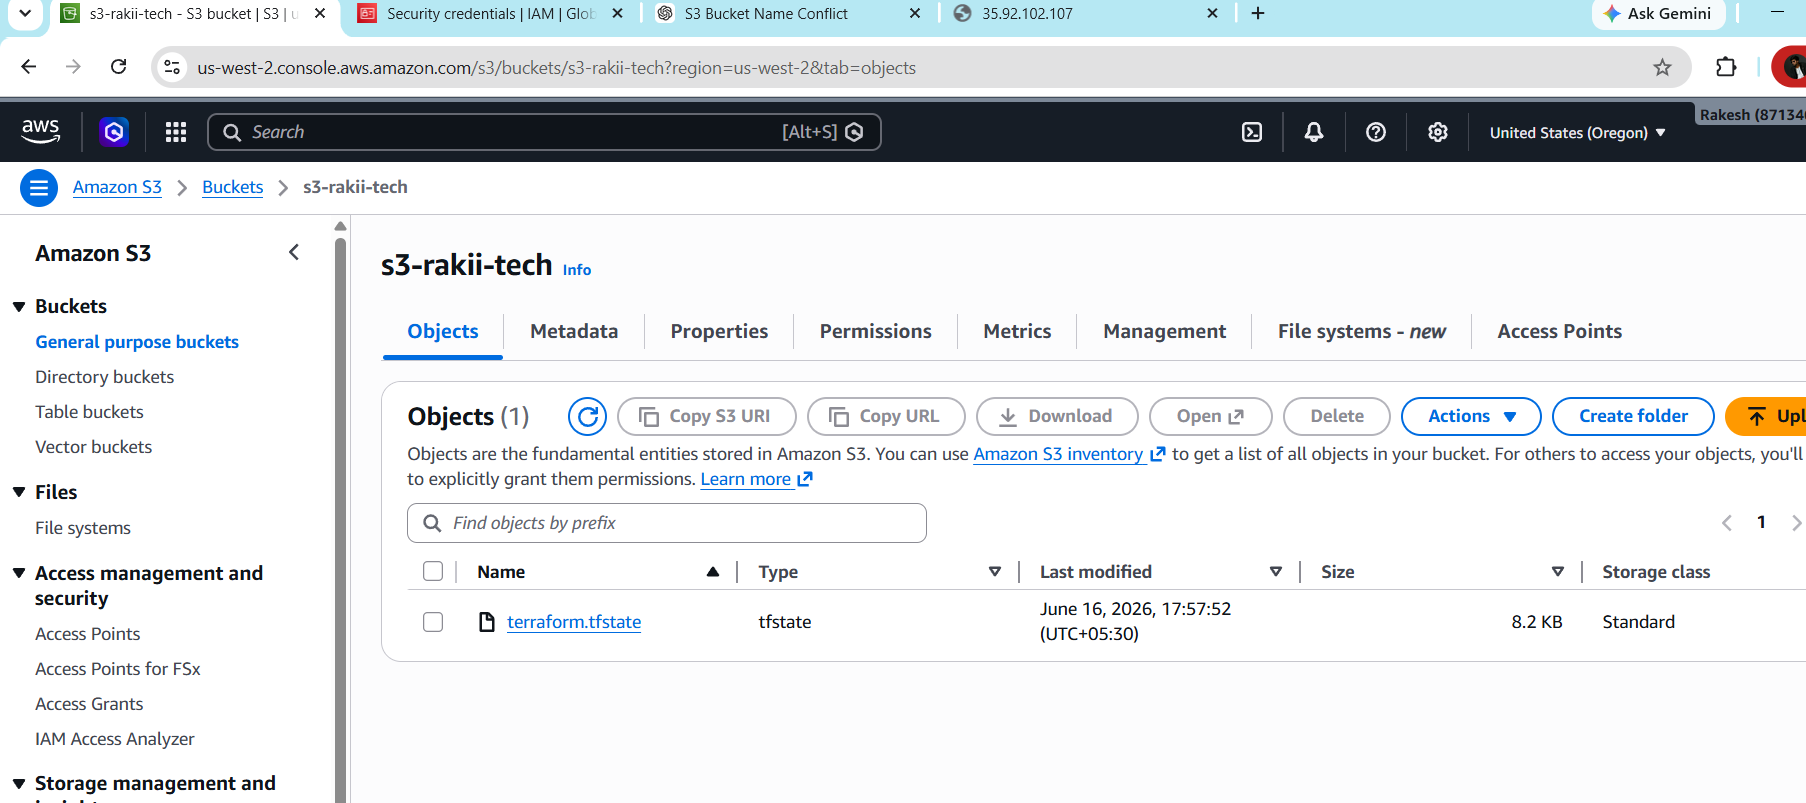 s3-rakii-tech - S3 bucket | S3 | u
Security credentials | IAM | Glob
S3 Bucket Name Conflict
35.92.102.107
Ask Gemini
us-west-2.console.aws.amazon.com/s3/buckets/s3-rakii-tech?region=us-west-2&tab=objects
aws
Search
[Alt+S]
United States (Oregon)
Rakesh (87134
Amazon S3
Buckets
s3-rakii-tech
Amazon S3
Buckets
General purpose buckets
Directory buckets
Table buckets
Vector buckets
Files
File systems
Access management and
security
Access Points
Access Points for FSx
Access Grants
IAM Access Analyzer
Storage management and
s3-rakii-tech Info
Objects
Metadata
Properties
Permissions
Metrics
Management
File systems - new
Access Points
Objects (1)
Copy S3 URI
Copy URL
Download
Open
Delete
Actions
Create folder
Upl
Objects are the fundamental entities stored in Amazon S3. You can use Amazon S3 inventory to get a list of all objects in your bucket. For others to access your objects, you'll
to explicitly grant them permissions. Learn more
Find objects by prefix
1
Name
Type
Last modified
Size
Storage class
terraform.tfstate
tfstate
June 16, 2026, 17:57:52
(UTC+05:30)
8.2 KB
Standard